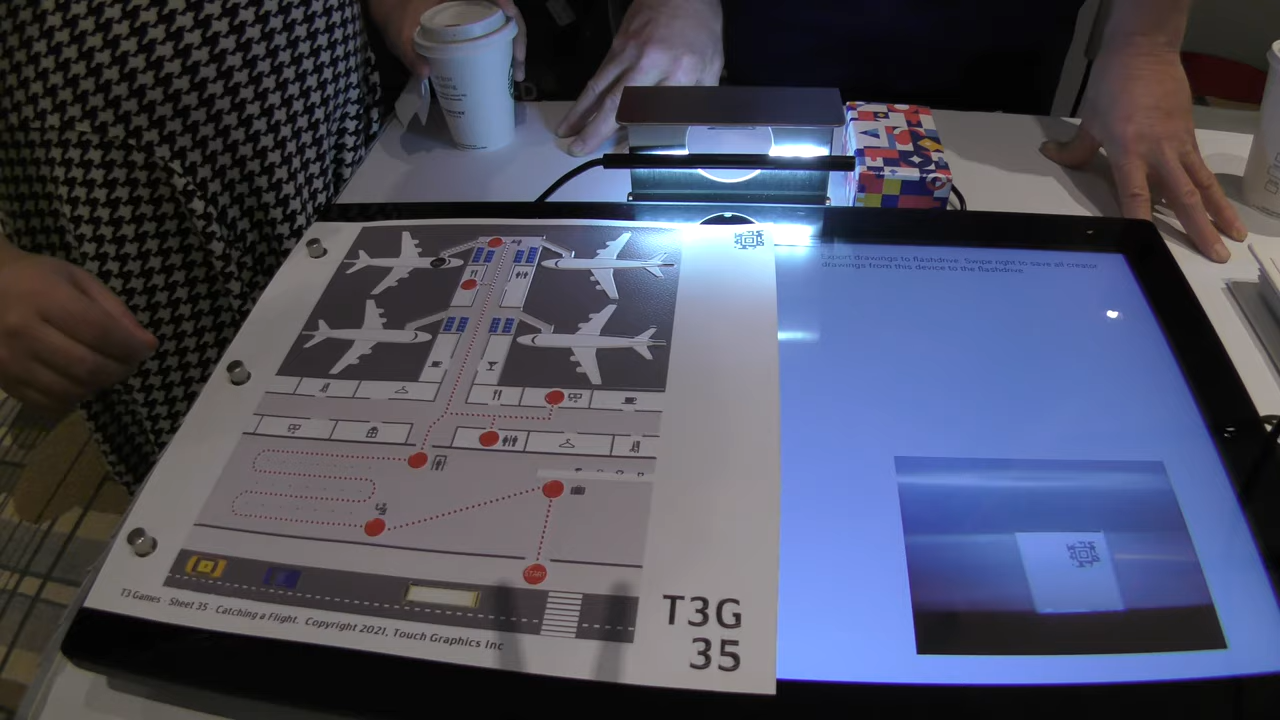 Export drawings to flashdrive. Swipe right to save all creator
drawings from this device to the flashdrive.
START
T3 Games - Sheet 35 - Catching a Flight. Copyright 2021, Touch Graphics Inc
T3G
35